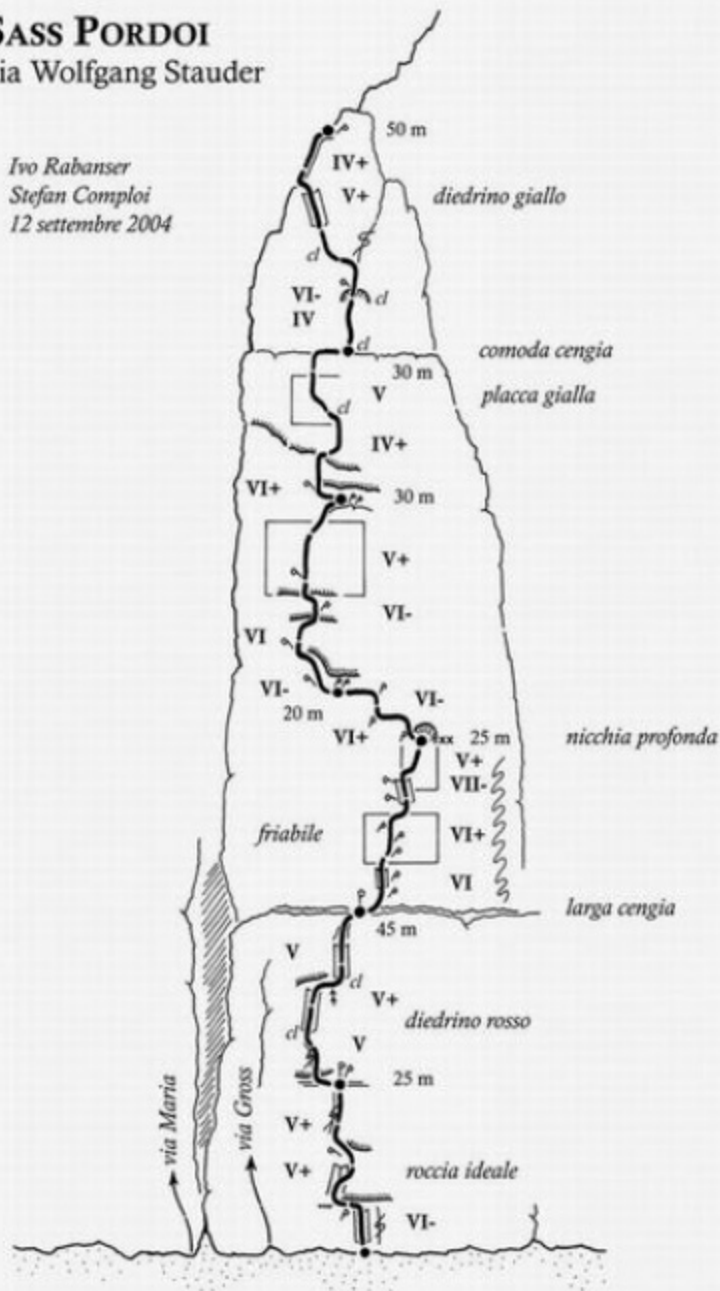 SASS PORDOI
ia Wolfgang Stauder
Ivo Rabanser
Stefan Comploi
12 settembre 2004
50 m
IV+
V+
diedrino giallo
cl
VI-
cl
IV
cl
comoda cengia
30 m
V
placca gialla
cl
IV+
VI+
30 m
V+
VI-
VI
VI-
VI-
20 m
VI+
xx
25 m
nicchia profonda
V+
VII-
friabile
VI+
VI
larga cengia
45 m
V
cl
V+
cl
diedrino rosso
V
25 m
via Maria
via Gross
V+
V+
roccia ideale
VI-